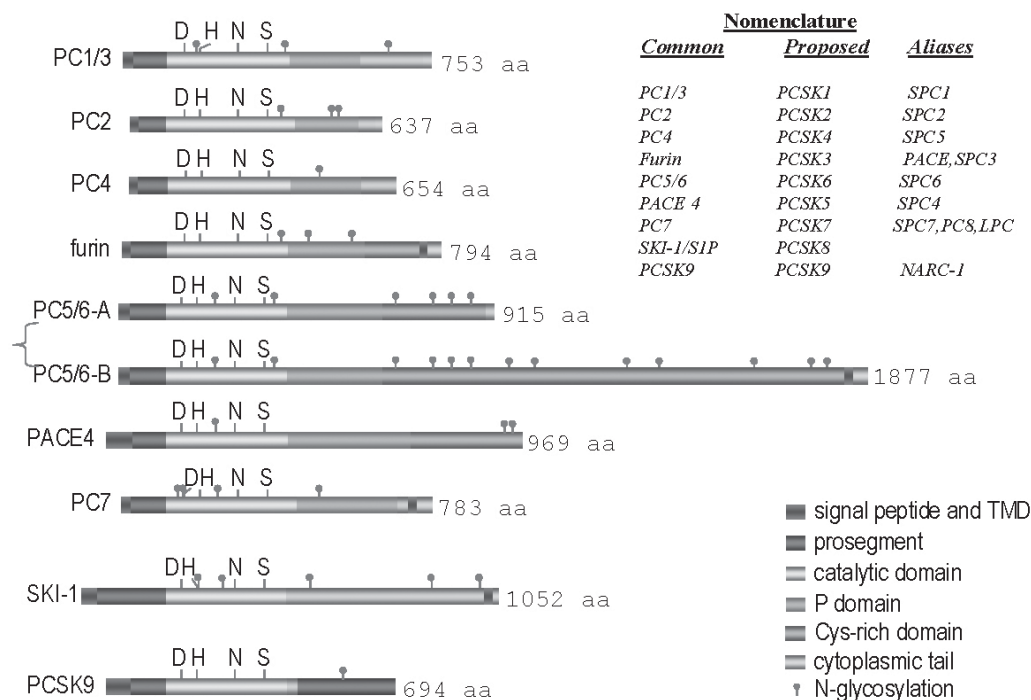 D H N S
PC1/3
753 aa
D H N S
PC2
637 aa
D H N S
PC4
654 aa
furin
794 aa
D H N S
PC5/6-A
915 aa
D H N S
PC5/6-B
1877 aa
D H N S
PACE4
969 aa
D H N S
PC7
783 aa
D H N S
SKI-1
1052 aa
D H N S
PCSK9
694 aa
Nomenclature
Common Proposed Aliases
PC1/3 PCSK1 SPC1
PC2 PCSK2 SPC2
PC4 PCSK4 SPC5
Furin PCSK3 PACE,SPC3
PC5/6 PCSK6 SPC6
PACE 4 PCSK5 SPC4
PC7 PCSK7 SPC7,PC8,LPC
SKI-1/S1P PCSK8
PCSK9 PCSK9 NARC-1
signal peptide and TMD
prosegment
catalytic domain
P domain
Cys-rich domain
cytoplasmic tail
N-glycosylation